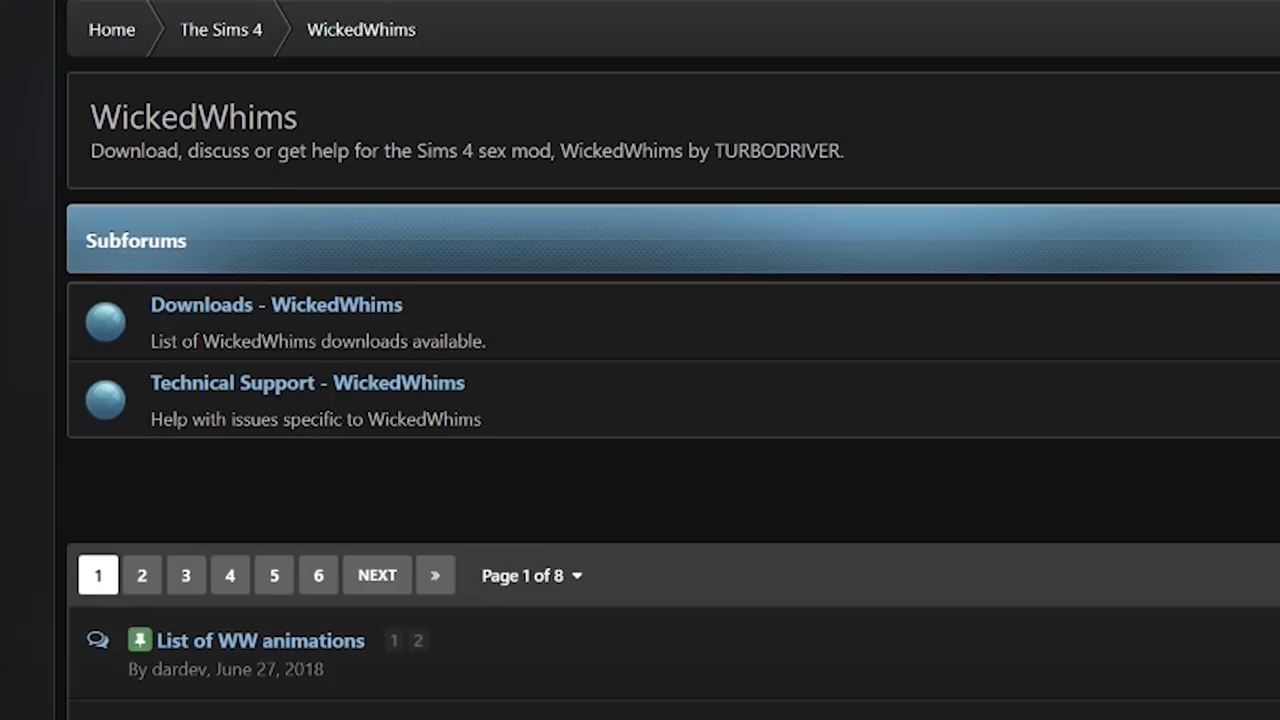 Home The Sims 4 WickedWhims
WickedWhims
Download, discuss or get help for the Sims 4 sex mod, WickedWhims by TURBODRIVER.
Subforums
Downloads - WickedWhims
List of WickedWhims downloads available.
Technical Support - WickedWhims
Help with issues specific to WickedWhims
1 2 3 4 5 6 NEXT » Page 1 of 8
List of WW animations 1 2
By dardev, June 27, 2018